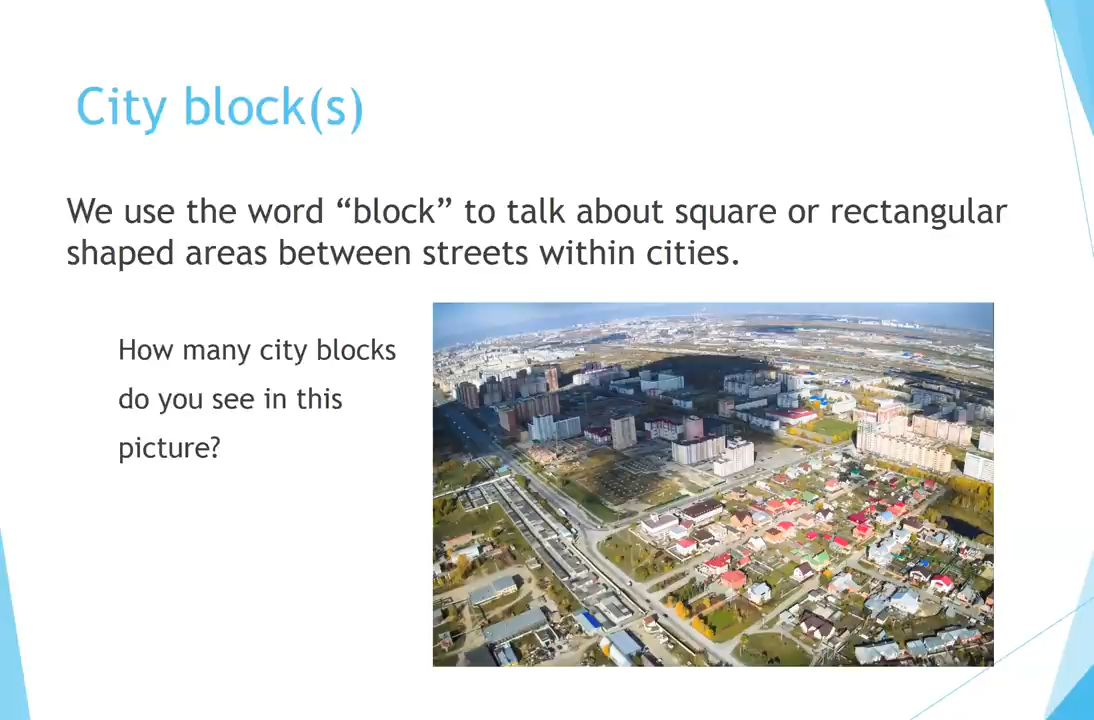 City block(s)
We use the word “block” to talk about square or rectangular
shaped areas between streets within cities.
How many city blocks
do you see in this
picture?